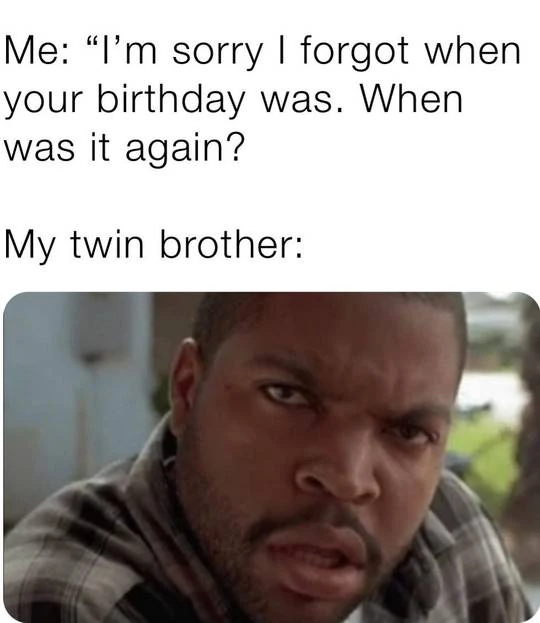 Me: “I’m sorry I forgot when
your birthday was. When
was it again?
My twin brother: